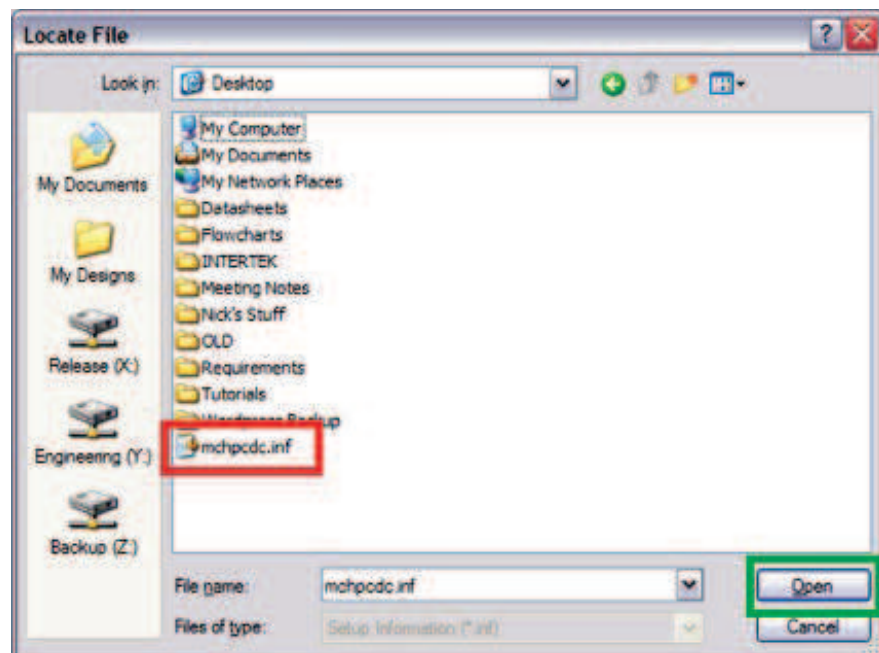 Locate File
Look in:
Desktop
My Documents
My Designs
Release (X:)
Engineering (Y:)
Backup (Z:)
My Computer
My Documents
My Network Places
Datasheets
Flowcharts
INTERTEK
Meeting Notes
Nick's Stuff
OLD
Requirements
Tutorials
Wordpress Backup
mchpcdc.inf
File name:
mchpcdc.inf
Open
Files of type:
Setup Information (*.inf)
Cancel